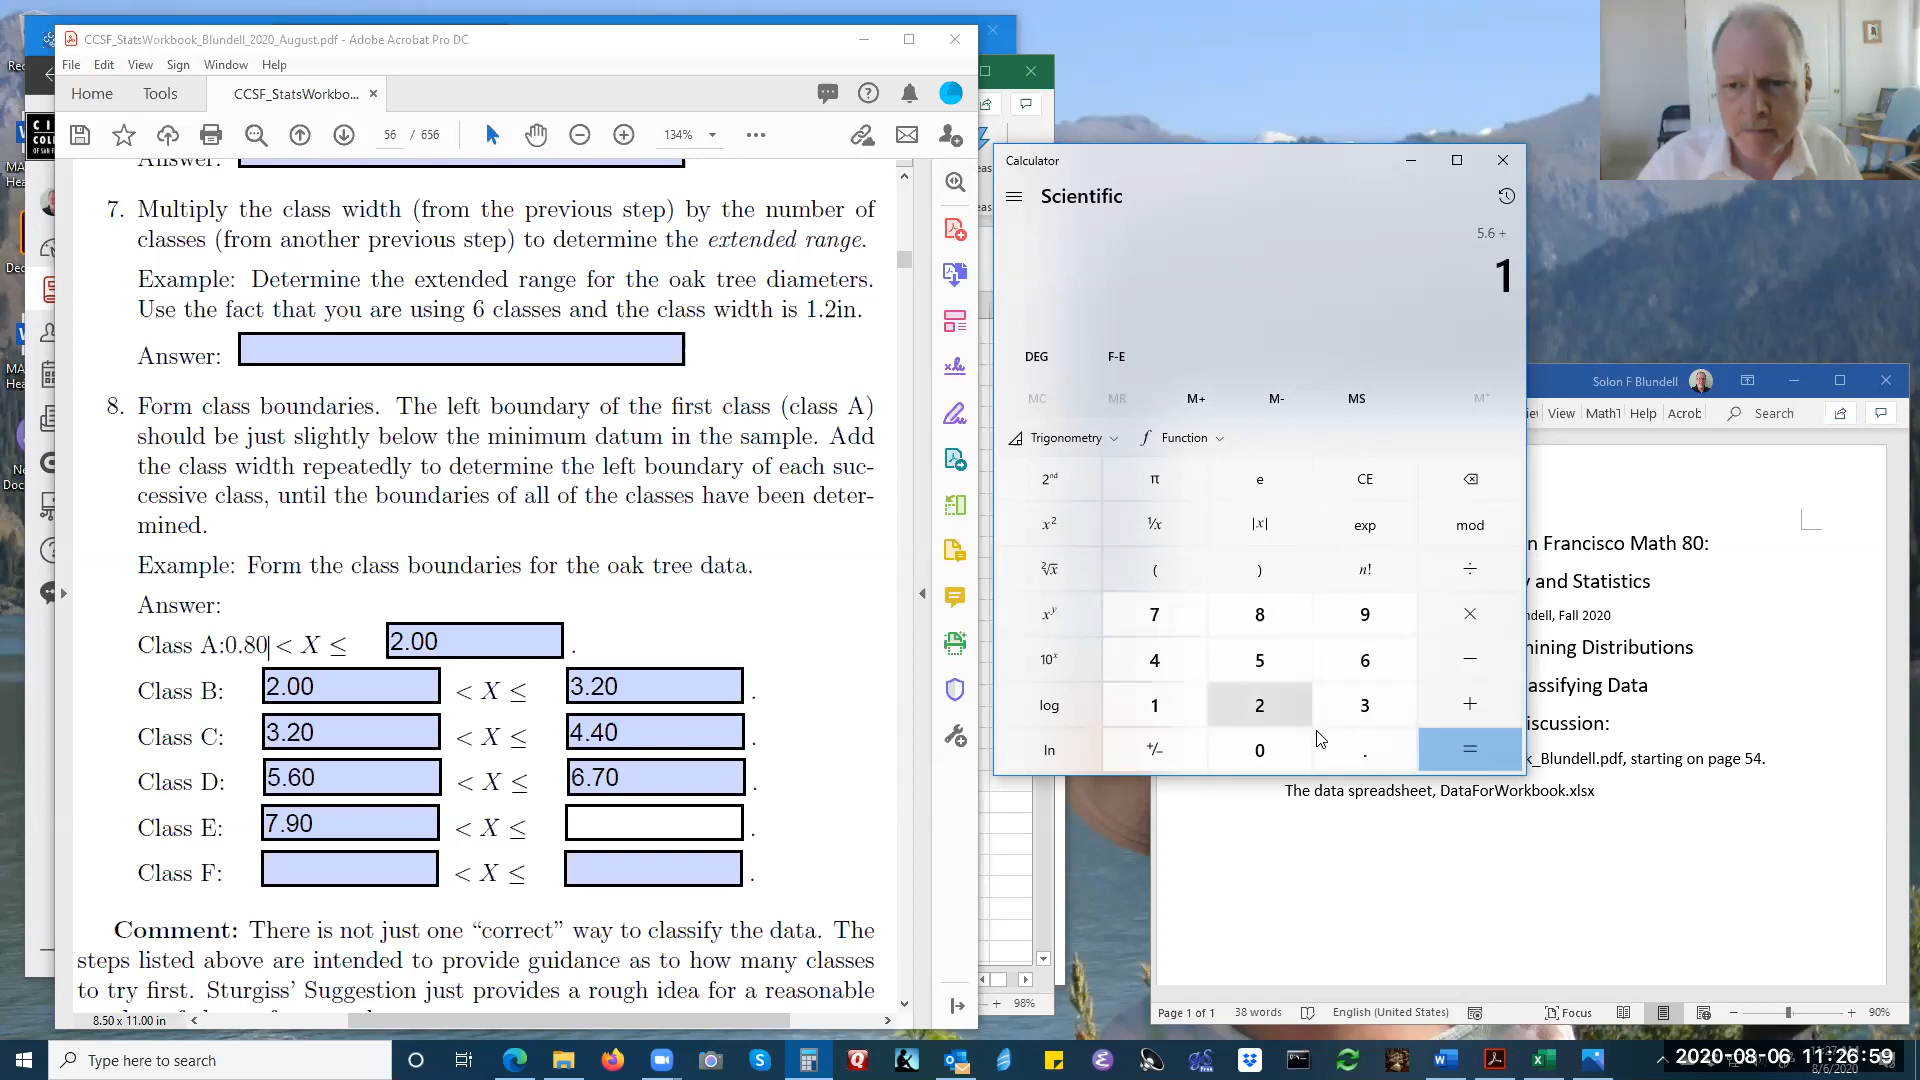 CCSF_StatsWorkbook_Blundell_2020_August.pdf - Adobe Acrobat Pro DC
File Edit View Sign Window Help
Home Tools CCSF_StatsWorkbo... ×
56 / 656 134%
Answer:
7. Multiply the class width (from the previous step) by the number of
classes (from another previous step) to determine the extended range.
Example: Determine the extended range for the oak tree diameters.
Use the fact that you are using 6 classes and the class width is 1.2in.
Answer:
8. Form class boundaries. The left boundary of the first class (class A)
should be just slightly below the minimum datum in the sample. Add
the class width repeatedly to determine the left boundary of each suc-
cessive class, until the boundaries of all of the classes have been deter-
mined.
Example: Form the class boundaries for the oak tree data.
Answer:
Class A:0.80 < X ≤ 2.00 .
Class B: 2.00 < X ≤ 3.20 .
Class C: 3.20 < X ≤ 4.40 .
Class D: 5.60 < X ≤ 6.70 .
Class E: 7.90 < X ≤ .
Class F: < X ≤ .
Comment: There is not just one “correct” way to classify the data. The
steps listed above are intended to provide guidance as to how many classes
to try first. Sturgiss’ Suggestion just provides a rough idea for a reasonable
8.50 x 11.00 in
98%
Calculator
Scientific
5.6 +
1
DEG F-E
MC MR M+ M- MS M˅
Trigonometry Function
2nd π e CE
x² ⅟x |x| exp mod
²√x ( ) n! ÷
xʸ 7 8 9 ×
10ˣ 4 5 6 −
log 1 2 3 +
ln +/− 0 . =
Solon F Blundell
View MathT Help Acrob Search
n Francisco Math 80:
y and Statistics
ndell, Fall 2020
nining Distributions
assifying Data
iscussion:
k_Blundell.pdf, starting on page 54.
The data spreadsheet, DataForWorkbook.xlsx
Page 1 of 1 38 words English (United States) Focus 90%
Type here to search
2020-08-06 11:26:59
8/6/2020